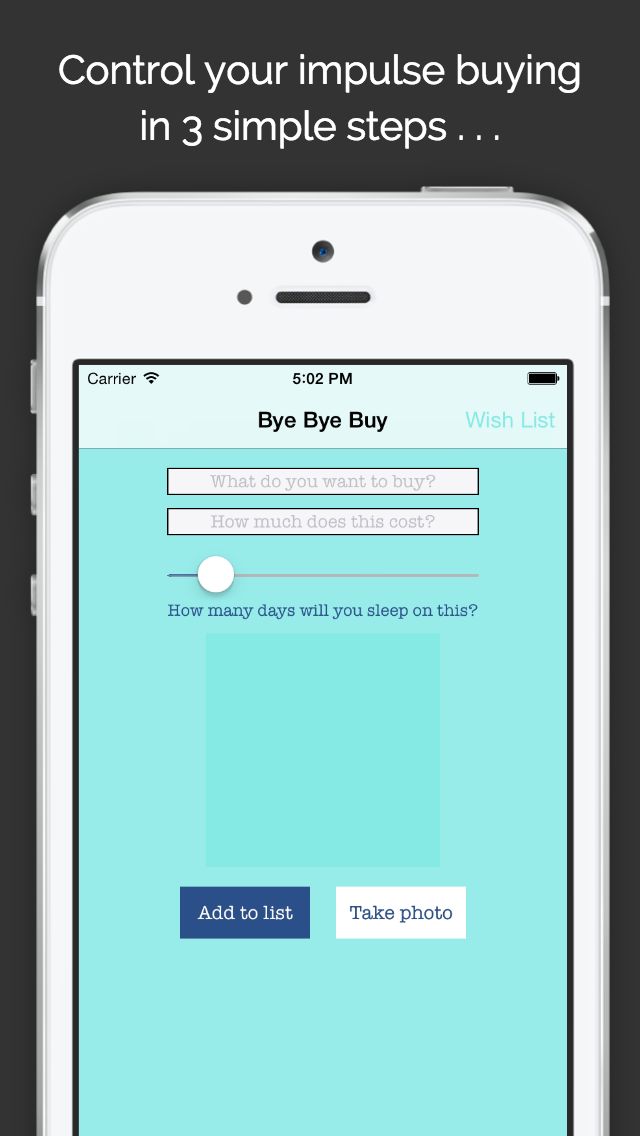 Control your impulse buying
in 3 simple steps . . .
Carrier 5:02 PM
Bye Bye Buy Wish List
What do you want to buy?
How much does this cost?
How many days will you sleep on this?
Add to list Take photo